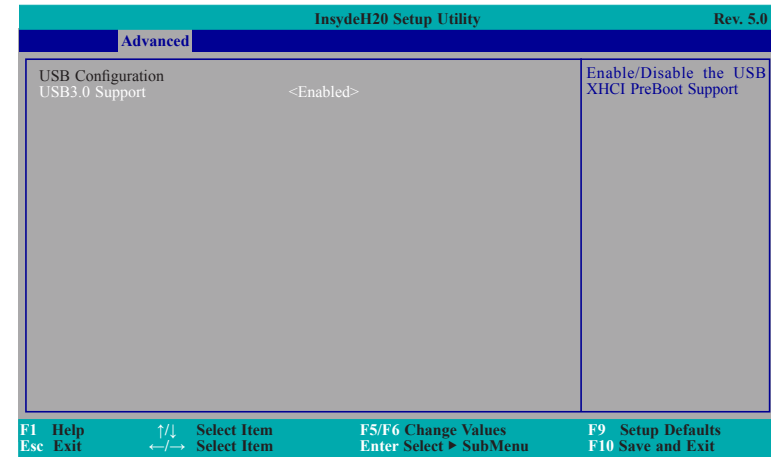 InsydeH20 Setup Utility Rev. 5.0
Advanced
USB Configuration
USB3.0 Support <Enabled>
Enable/Disable the USB
XHCI PreBoot Support
F1 Help ↑/↓ Select Item F5/F6 Change Values F9 Setup Defaults
Esc Exit ←/→ Select Item Enter Select ▶ SubMenu F10 Save and Exit